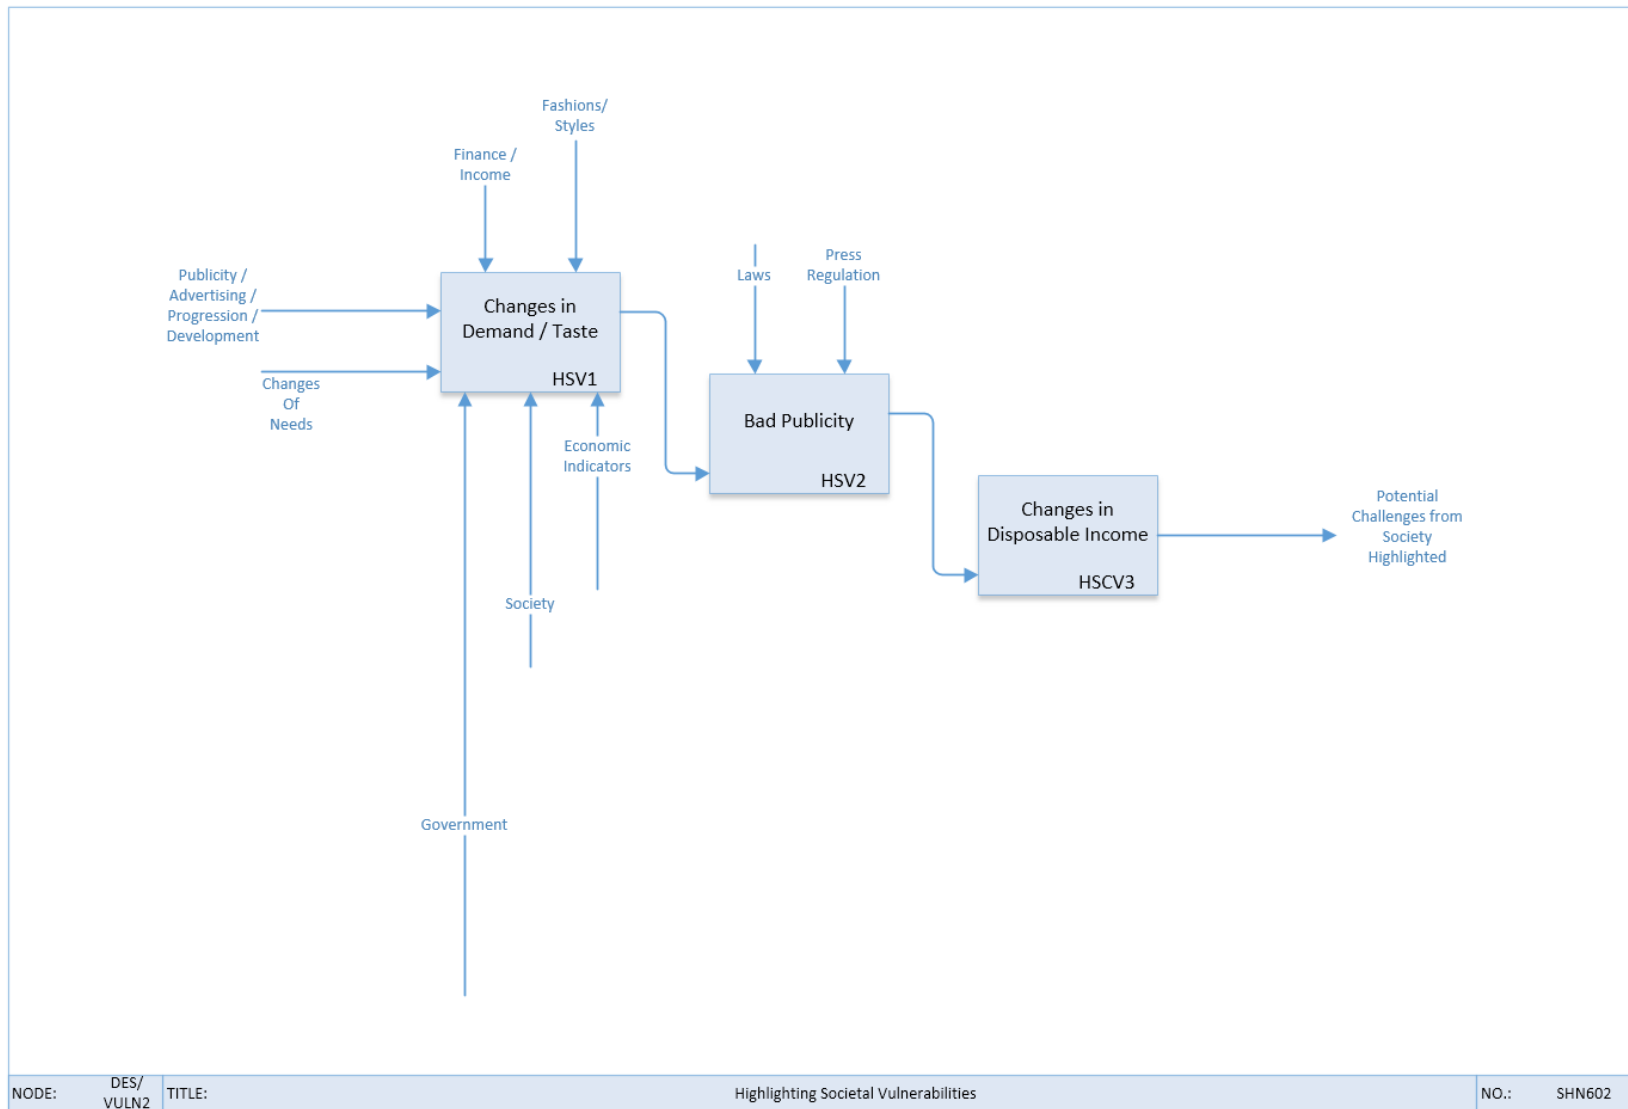 Fashions/
Styles
Finance /
Income
Publicity /
Advertising /
Progression /
Development
Changes
Of
Needs
Changes in
Demand / Taste
HSV1
Laws
Press
Regulation
Economic
Indicators
Society
Government
Bad Publicity
HSV2
Changes in
Disposable Income
HSCV3
Potential
Challenges from
Society
Highlighted
NODE:
DES/
VULN2
TITLE:
Highlighting Societal Vulnerabilities
NO.:
SHN602